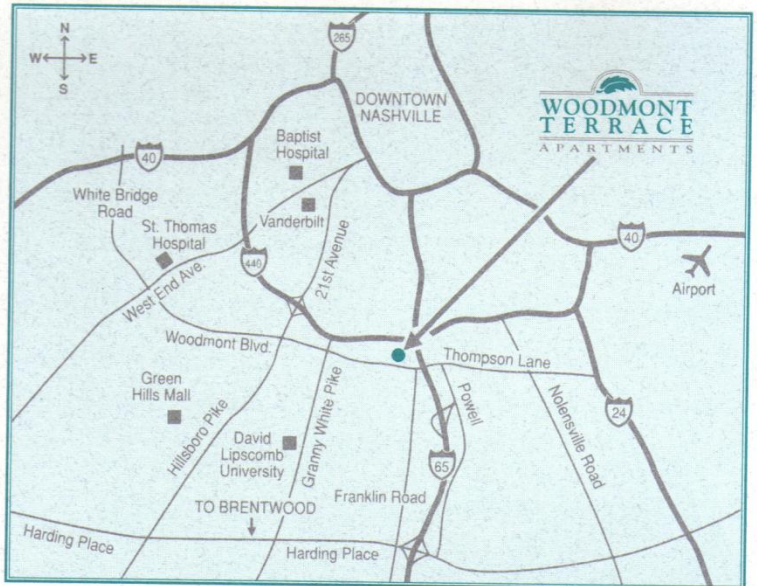 N
W E
S
265
DOWNTOWN
NASHVILLE
WOODMONT
TERRACE
APARTMENTS
Baptist
Hospital
40
White Bridge
Road
Vanderbilt
St. Thomas
Hospital
21st Avenue
40
440
West End Ave.
Airport
Woodmont Blvd.
Thompson Lane
Green
Hills Mall
Hillsboro Pike
Granny White Pike
Powell
Nolensville Road
24
David
Lipscomb
University
65
Franklin Road
TO BRENTWOOD
Harding Place
Harding Place